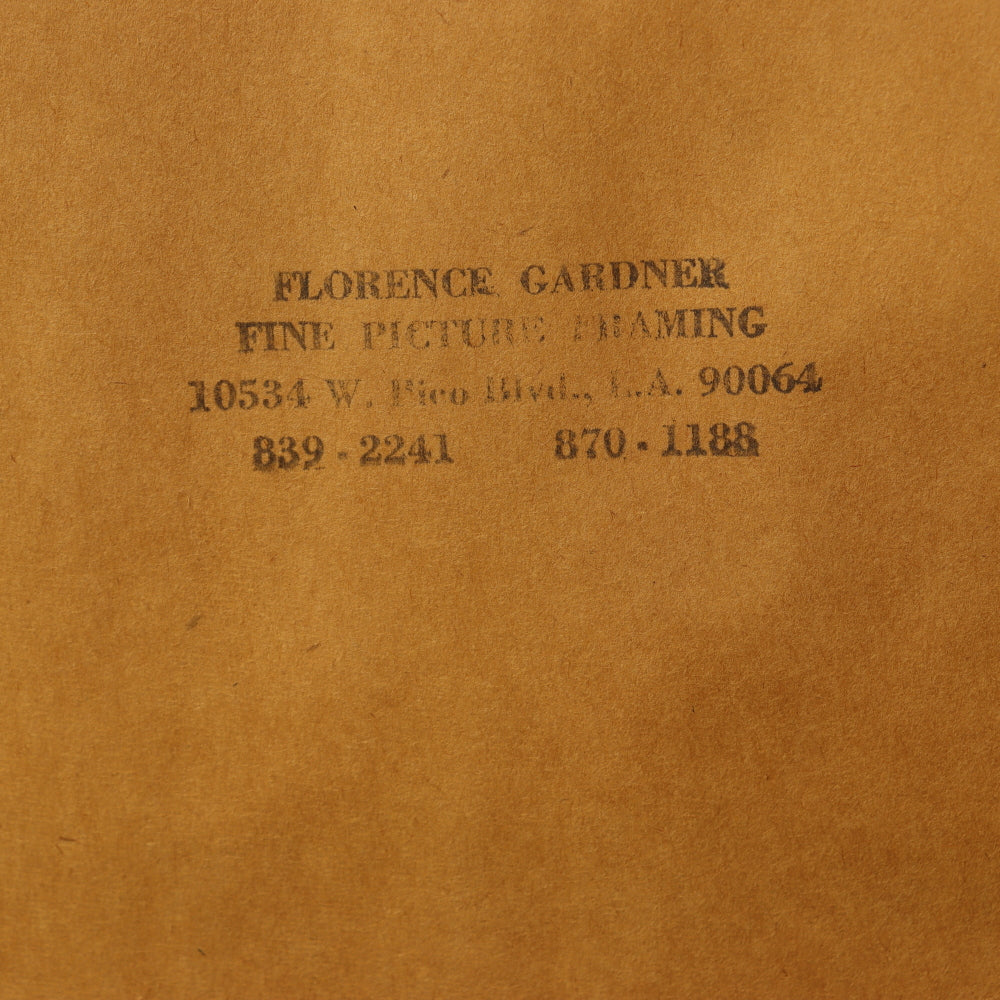 FLORENCE GARDNER
FINE PICTURE FRAMING
10534 W. Pico Blvd., L.A. 90064
839 - 2241 870 - 1188